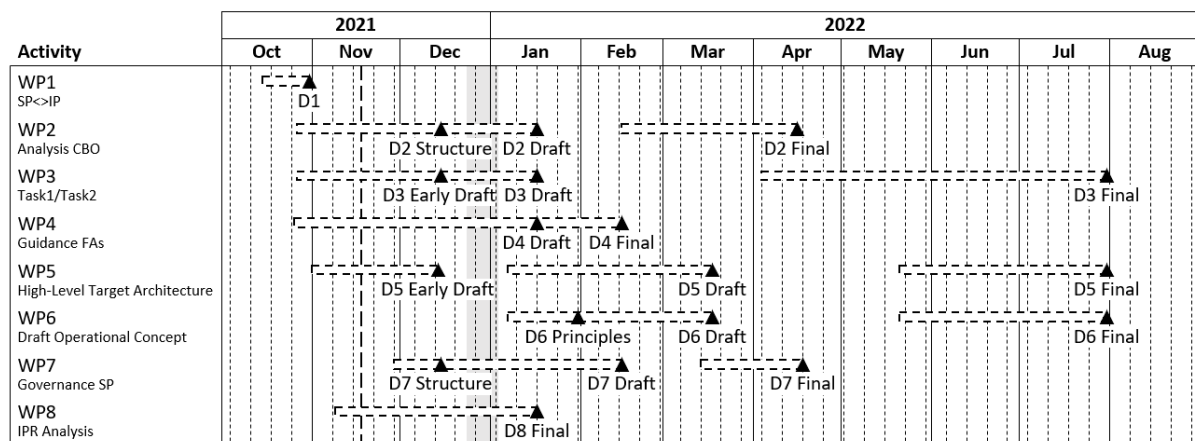 2021 2022
Activity Oct Nov Dec Jan Feb Mar Apr May Jun Jul Aug
WP1
SP<>IP
D1
WP2
Analysis CBO
D2 Structure D2 Draft D2 Final
WP3
Task1/Task2
D3 Early Draft D3 Draft D3 Final
WP4
Guidance FAs
D4 Draft D4 Final
WP5
High-Level Target Architecture
D5 Early Draft D5 Draft D5 Final
WP6
Draft Operational Concept
D6 Principles D6 Draft D6 Final
WP7
Governance SP
D7 Structure D7 Draft D7 Final
WP8
IPR Analysis
D8 Final